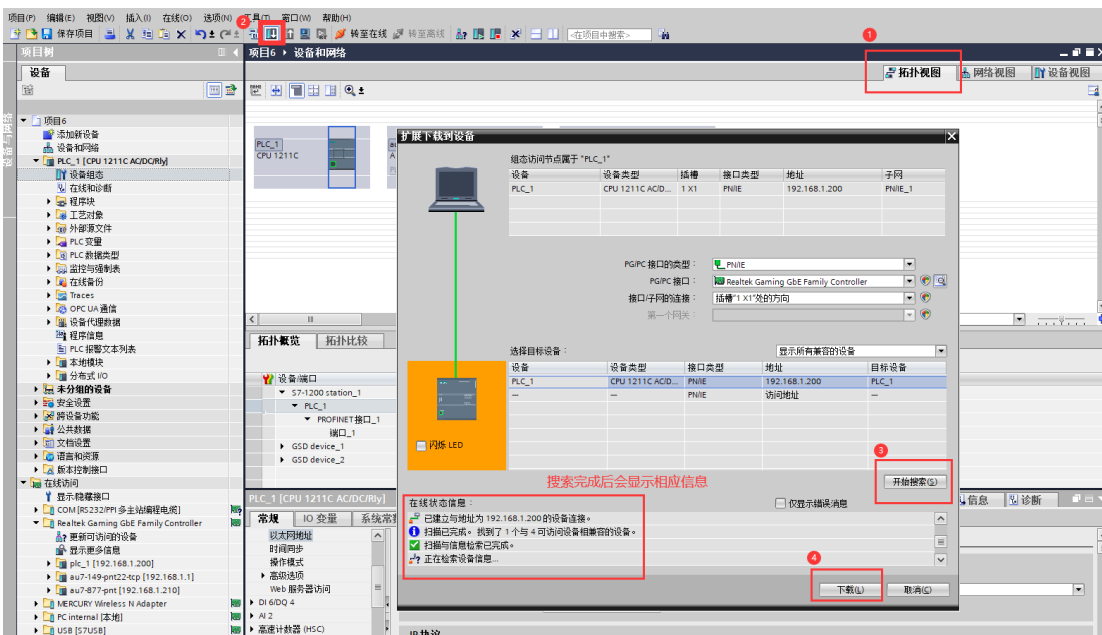 项目(P) 编辑(E) 视图(V) 插入(I) 在线(O) 选项(N) 工具(T) 窗口(W) 帮助(H)
保存项目 转至在线 转至离线 <在项目中搜索>
2
1
项目树
项目6 设备和网络
设备
拓扑视图 网络视图 设备视图
项目6
添加新设备
设备和网络
PLC_1 [CPU 1211C AC/DC/Rly]
设备组态
在线和诊断
程序块
工艺对象
外部源文件
PLC 变量
PLC 数据类型
监控与强制表
在线备份
Traces
OPC UA 通信
设备代理数据
程序信息
PLC 报警文本列表
本地模块
分布式 I/O
未分组的设备
安全设置
跨设备功能
公共数据
文档设置
语言和资源
版本控制接口
在线访问
显示隐藏接口
COM [RS232/PPI 多主站编程电缆]
Realtek Gaming GbE Family Controller
更新可访问的设备
显示更多信息
plc_1 [192.168.1.200]
au7-149-pnt22-tcp [192.168.1.1]
au7-877-pnt [192.168.1.210]
MERCURY Wireless N Adapter
PC internal [本地]
USB [S7USB]
PLC_1
CPU 1211C
拓扑概览 拓扑比较
设备/端口
S7-1200 station_1
PLC_1
PROFINET接口_1
端口_1
GSD device_1
GSD device_2
PLC_1 [CPU 1211C AC/DC/Rly]
常规 IO 变量 系统常数
以太网地址
时间同步
操作模式
高级选项
Web 服务器访问
DI 6/DQ 4
AI 2
高速计数器 (HSC)
信息 诊断
IP 协议
扩展下载到设备
组态访问节点属于 "PLC_1"
设备 设备类型 插槽 接口类型 地址 子网
PLC_1 CPU 1211C AC/D... 1 X1 PN/IE 192.168.1.200 PN/IE_1
PG/PC 接口的类型: PN/IE
PG/PC 接口: Realtek Gaming GbE Family Controller
接口/子网的连接: 插槽"1 X1"处的方向
第一个网关:
选择目标设备: 显示所有兼容的设备
设备 设备类型 接口类型 地址 目标设备
PLC_1 CPU 1211C AC/D... PN/IE 192.168.1.200 PLC_1
— — PN/IE 访问地址 —
闪烁 LED
3
开始搜索(S)
搜索完成后会显示相应信息
在线状态信息:
仅显示错误消息
已建立与地址为 192.168.1.200 的设备连接。
扫描已完成。找到了 1 个与 4 可访问设备相兼容的设备。
扫描与信息检索已完成。
正在检索设备信息...
4
下载(L) 取消(C)